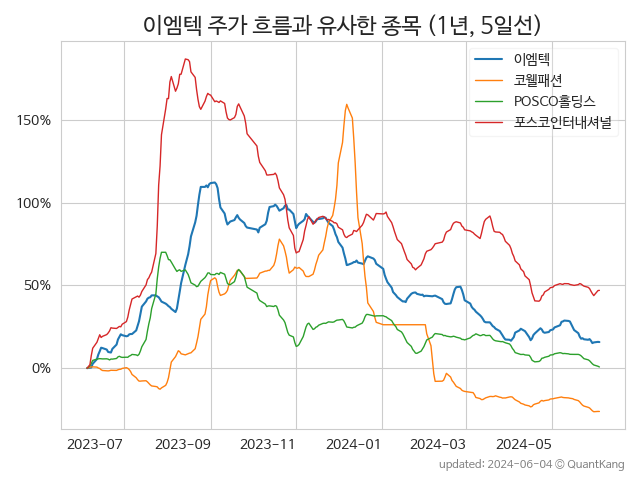 이엠텍 주가 흐름과 유사한 종목 (1년, 5일선)
이엠텍
코웰패션
POSCO홀딩스
포스코인터내셔널
150%
100%
50%
0%
2023-07 2023-09 2023-11 2024-01 2024-03 2024-05
updated: 2024-06-04 © QuantKang